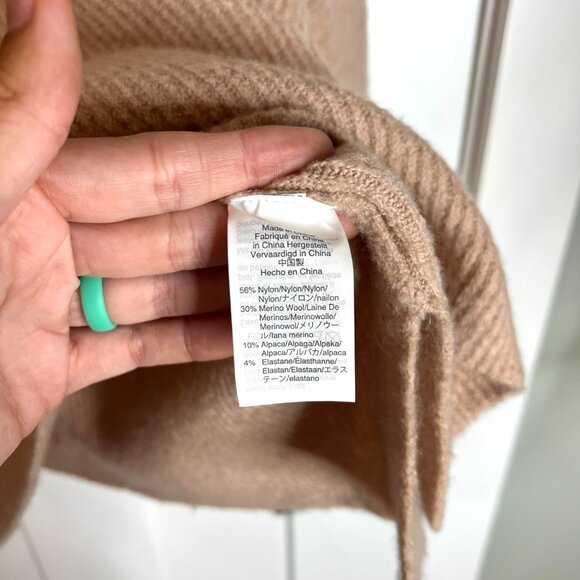 Made in China
Fabriqué en China
in China Hergestellt
Vervaardigd in China
中国製
Hecho en China
56% Nylon/Nylon/Nylon/
Nylon/ナイロン/nailon
30% Merino Wool/Laine De
Merinos/Merinowolle/
Merinowol/メリノウー
ル/lana merino
10% Alpaca/Alpaga/Alpaka/
Alpaca/アルパカ/alpaca
4% Elastane/Élasthanne/
Elastan/Elastaan/エラス
テーン/elastano